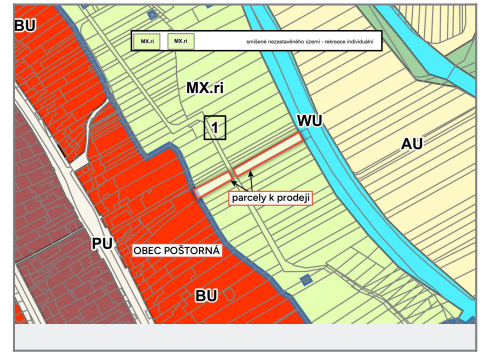 BU
MX.ri MX.ri smíšené nezastavěného území - rekreace individuální
MX.ri
1
WU
AU
parcely k prodeji
PU
OBEC POŠTORNÁ
BU